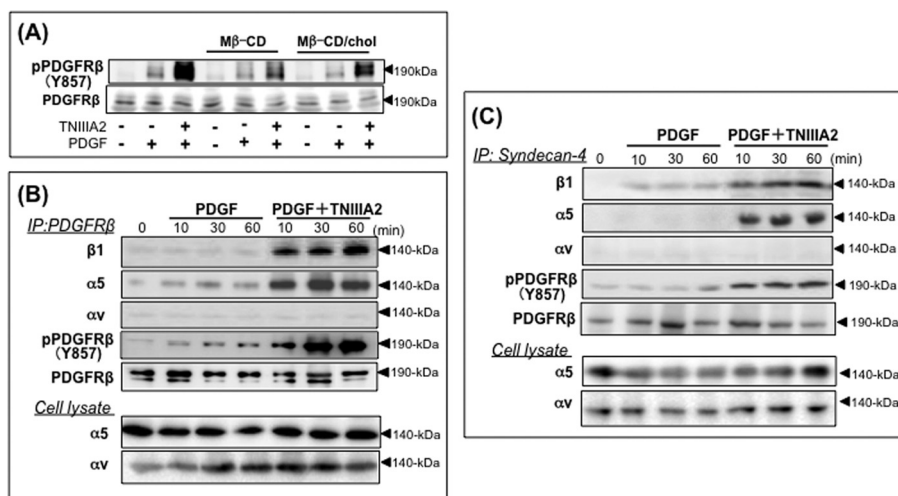 (A)
Mβ-CD Mβ-CD/chol
pPDGFRβ
(Y857)
190kDa
PDGFRβ
190kDa
TNIIIA2 - - + - - + - - +
PDGF - + + - + + - + +
(B)
PDGF PDGF+TNIIIA2
IP:PDGFRβ 0 10 30 60 10 30 60 (min)
β1 140-kDa
α5 140-kDa
αv 140-kDa
pPDGFRβ
(Y857)
190-kDa
PDGFRβ 190-kDa
Cell lysate
α5 140-kDa
αv 140-kDa
(C)
PDGF PDGF+TNIIIA2
IP: Syndecan-4 0 10 30 60 10 30 60 (min)
β1 140-kDa
α5 140-kDa
αv 140-kDa
pPDGFRβ
(Y857)
190-kDa
PDGFRβ 190-kDa
Cell lysate
α5 140-kDa
αv 140-kDa